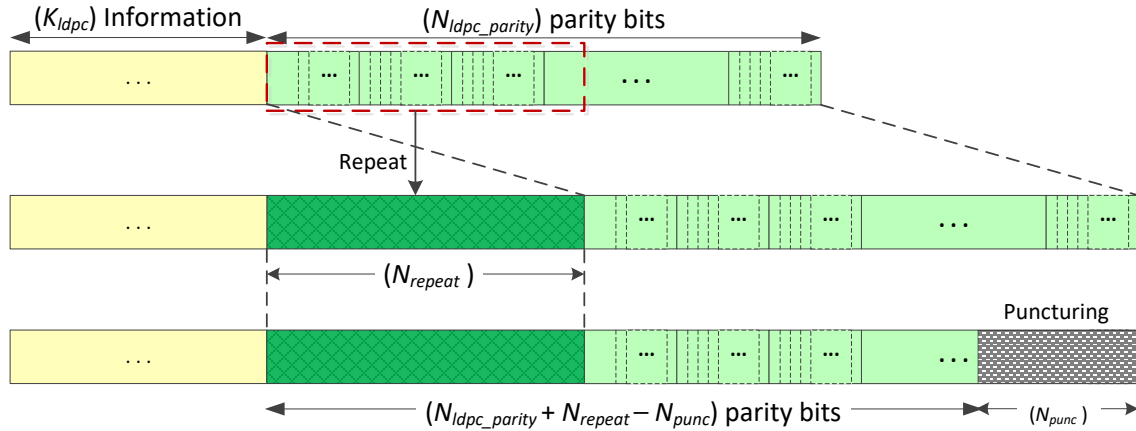 (K_ldpc) Information (N_ldpc_parity) parity bits
... ... ... ... ... ...
Repeat
... ... ... ... ... ...
(N_repeat )
Puncturing
... ... ... ... ...
(N_ldpc_parity + N_repeat − N_punc) parity bits (N_punc )